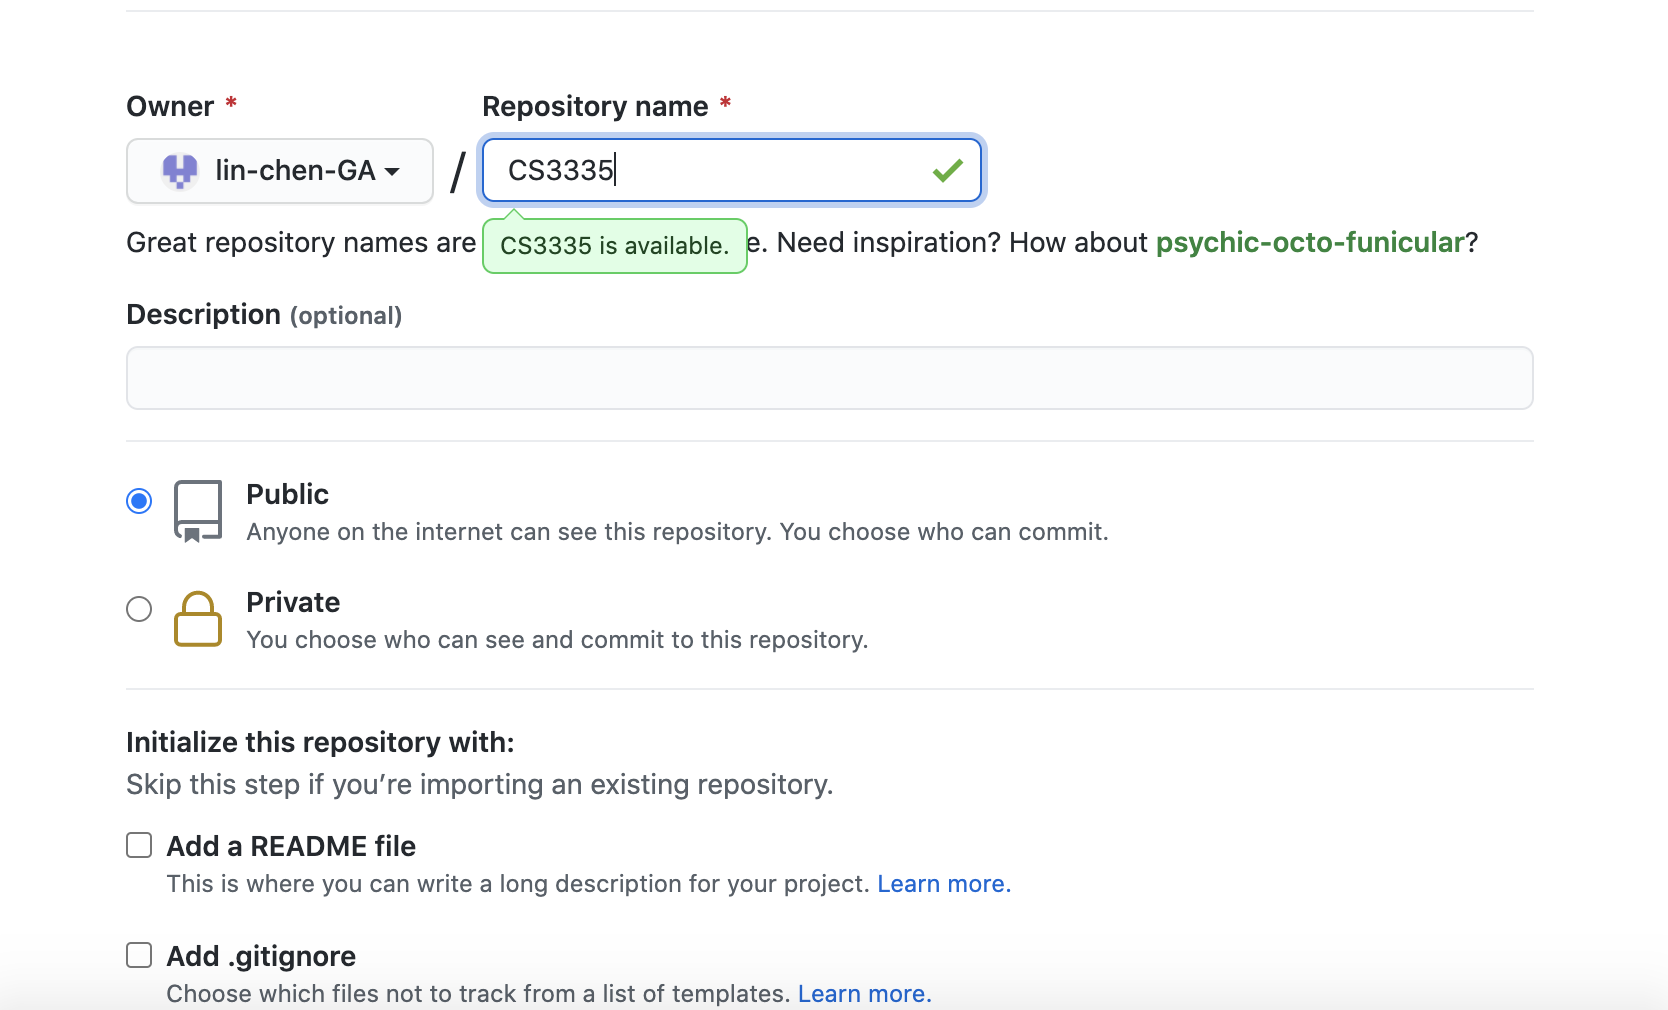 Owner *
Repository name *
lin-chen-GA / CS3335
Great repository names are e. Need inspiration? How about psychic-octo-funicular?
CS3335 is available.
Description (optional)
Public
Anyone on the internet can see this repository. You choose who can commit.
Private
You choose who can see and commit to this repository.
Initialize this repository with:
Skip this step if you’re importing an existing repository.
Add a README file
This is where you can write a long description for your project. Learn more.
Add .gitignore
Choose which files not to track from a list of templates. Learn more.